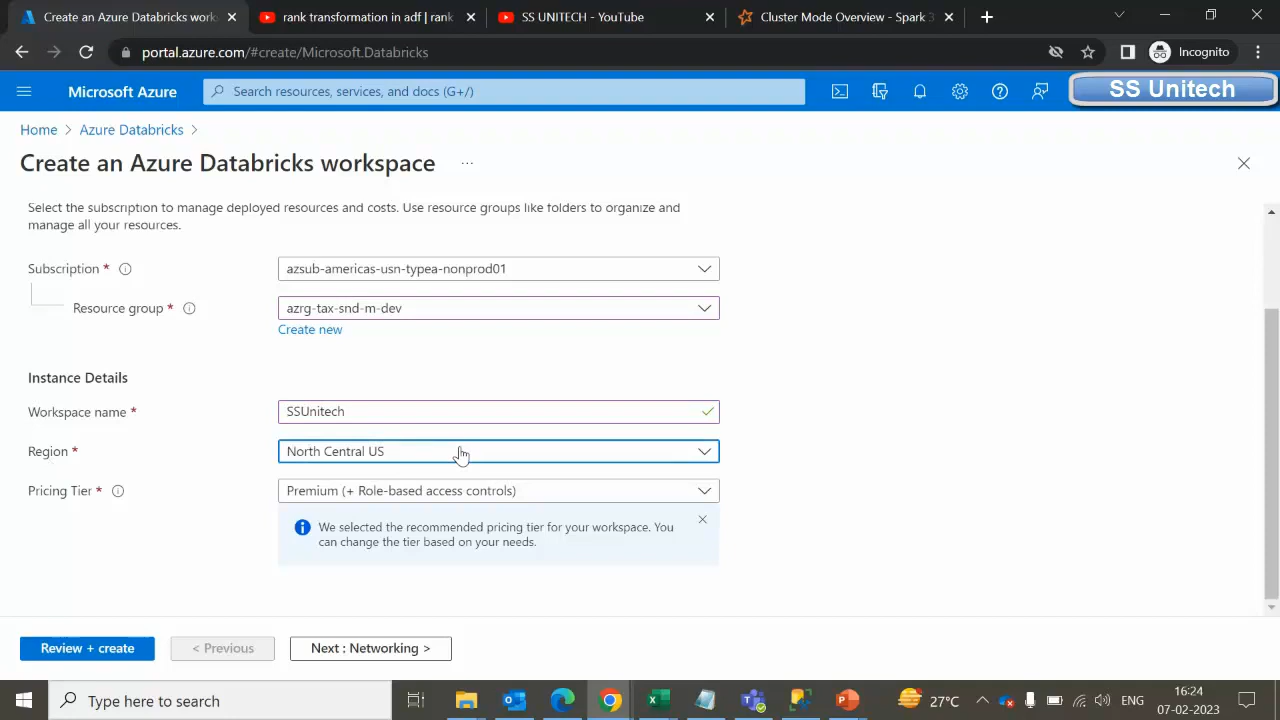 Create an Azure Databricks works
rank transformation in adf | rank
SS UNITECH - YouTube
Cluster Mode Overview - Spark 3
portal.azure.com/#create/Microsoft.Databricks
Incognito
Microsoft Azure
Search resources, services, and docs (G+/)
SS Unitech
Home > Azure Databricks >
Create an Azure Databricks workspace ...
Select the subscription to manage deployed resources and costs. Use resource groups like folders to organize and
manage all your resources.
Subscription *
azsub-americas-usn-typea-nonprod01
Resource group *
azrg-tax-snd-m-dev
Create new
Instance Details
Workspace name *
SSUnitech
Region *
North Central US
Pricing Tier *
Premium (+ Role-based access controls)
We selected the recommended pricing tier for your workspace. You
can change the tier based on your needs.
Review + create
< Previous
Next : Networking >
Type here to search
27°C
ENG
16:24
07-02-2023